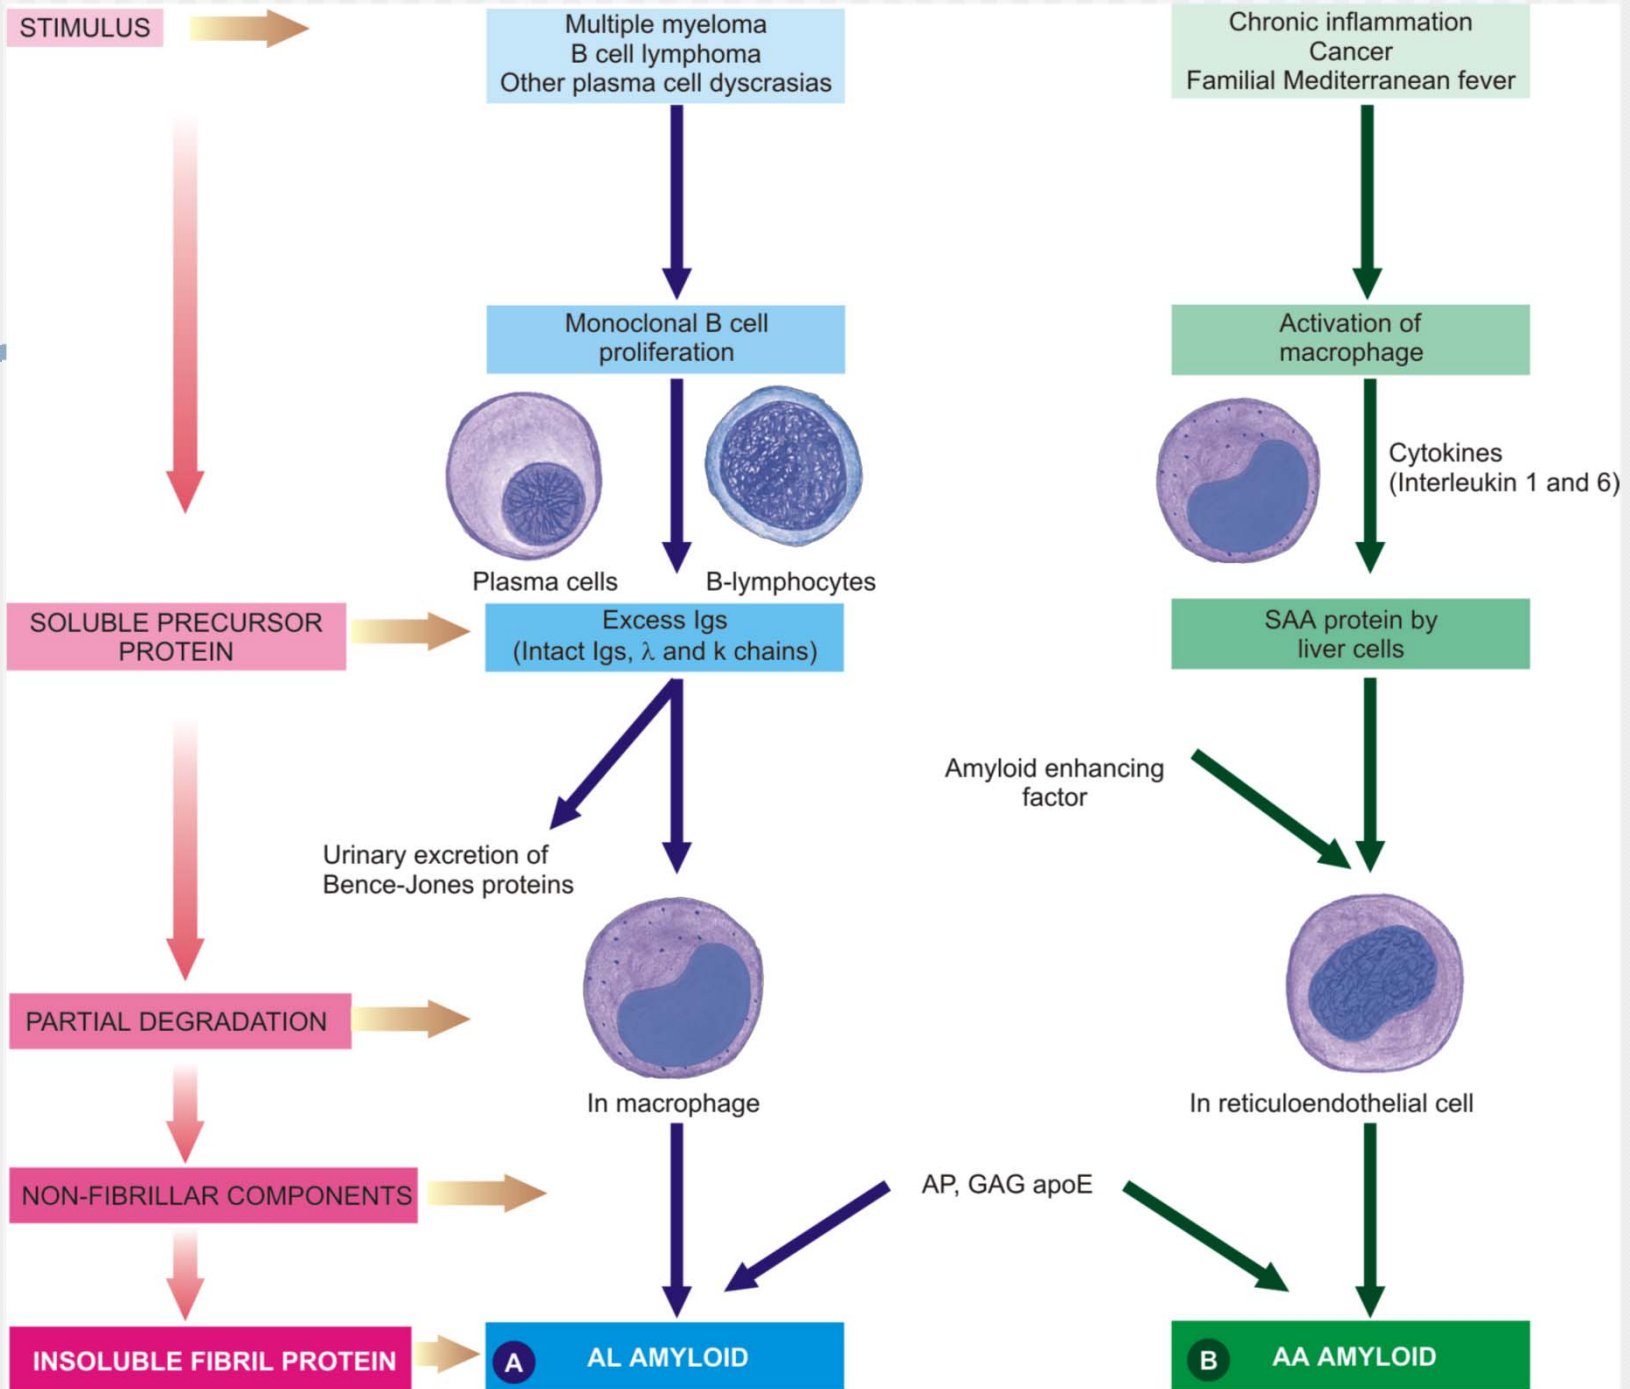 STIMULUS
Multiple myeloma
B cell lymphoma
Other plasma cell dyscrasias
Chronic inflammation
Cancer
Familial Mediterranean fever
Monoclonal B cell
proliferation
Activation of
macrophage
Cytokines
(Interleukin 1 and 6)
Plasma cells
B-lymphocytes
SOLUBLE PRECURSOR
PROTEIN
Excess Igs
(Intact Igs, λ and k chains)
SAA protein by
liver cells
Amyloid enhancing
factor
Urinary excretion of
Bence-Jones proteins
PARTIAL DEGRADATION
In macrophage
In reticuloendothelial cell
NON-FIBRILLAR COMPONENTS
AP, GAG apoE
INSOLUBLE FIBRIL PROTEIN
A AL AMYLOID
B AA AMYLOID